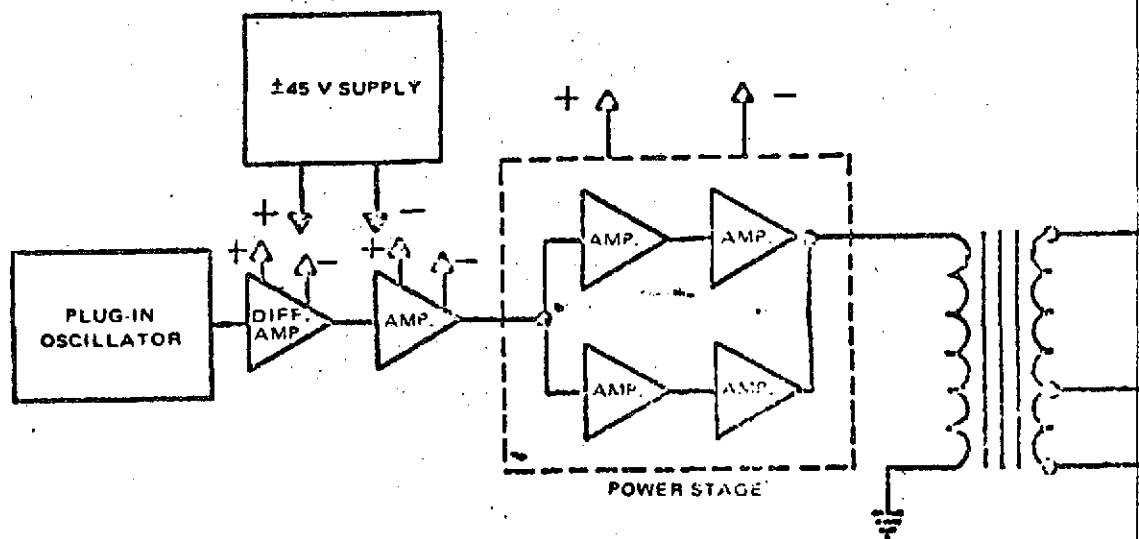 ±45 V SUPPLY
+ -
+ -
+ - + -
PLUG-IN
OSCILLATOR
DIFF.
AMP
AMP.
AMP. AMP.
AMP. AMP.
POWER STAGE